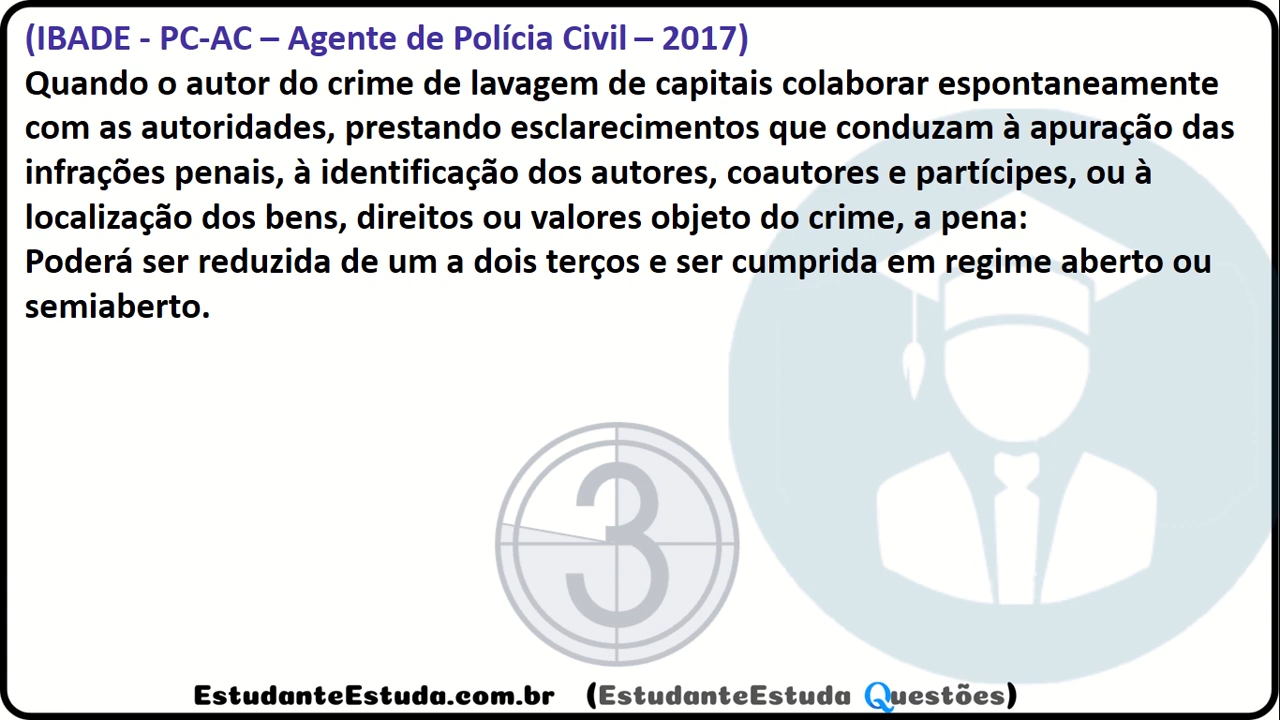 (IBADE - PC-AC – Agente de Polícia Civil – 2017)
Quando o autor do crime de lavagem de capitais colaborar espontaneamente
com as autoridades, prestando esclarecimentos que conduzam à apuração das
infrações penais, à identificação dos autores, coautores e partícipes, ou à
localização dos bens, direitos ou valores objeto do crime, a pena:
Poderá ser reduzida de um a dois terços e ser cumprida em regime aberto ou
semiaberto.
3
EstudanteEstuda.com.br (EstudanteEstuda Questões)